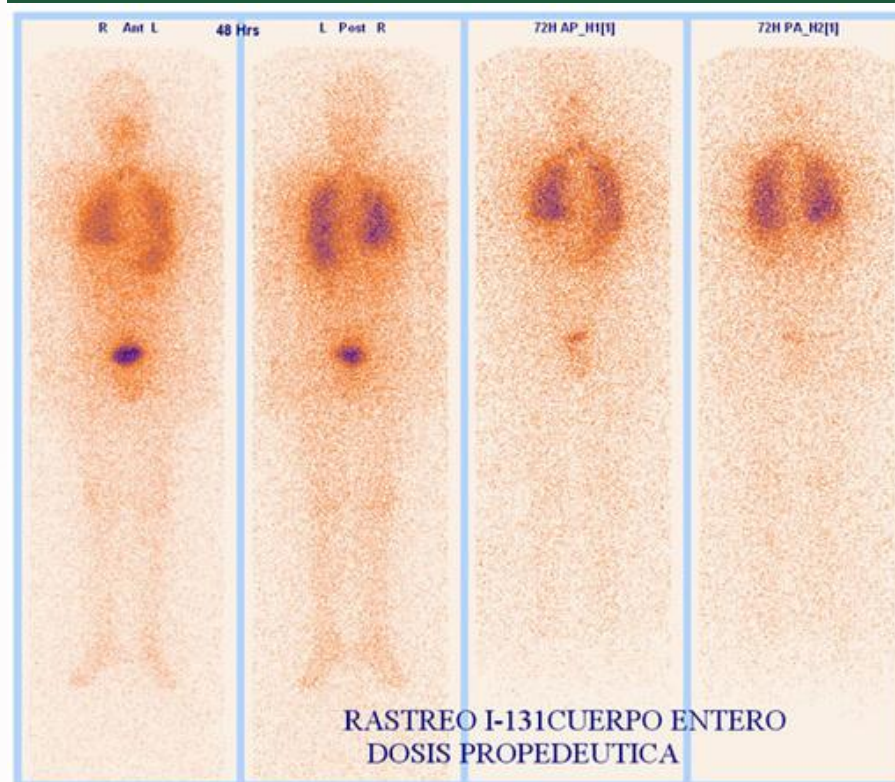 R Ant L 48 Hrs L Post R 72H AP_H1[1] 72H PA_H2[1]
RASTREO I-131CUERPO ENTERO
DOSIS PROPEDEUTICA